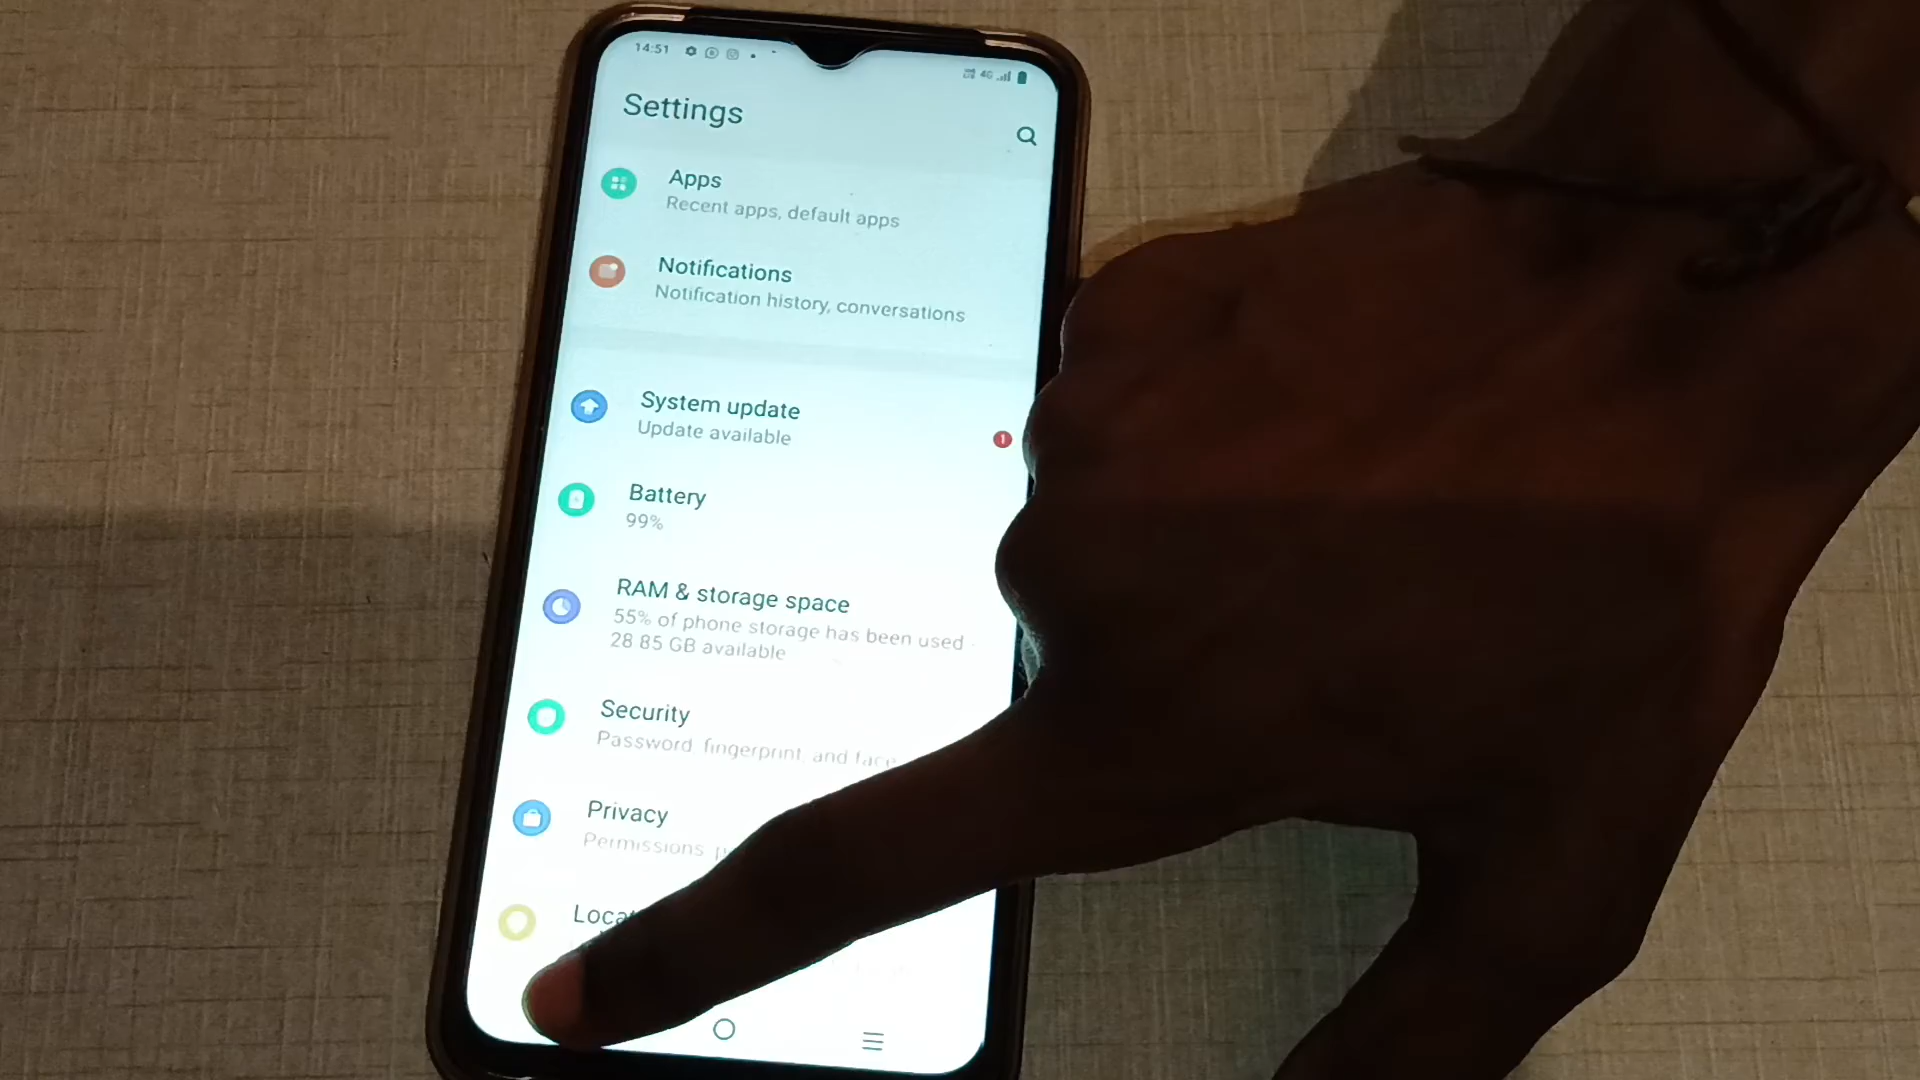 14:51
4G
Settings
Apps
Recent apps, default apps
Notifications
Notification history, conversations
System update
Update available
1
Battery
99%
RAM & storage space
55% of phone storage has been used -
28 85 GB available
Security
Password, fingerprint, and face
Privacy
Permissions